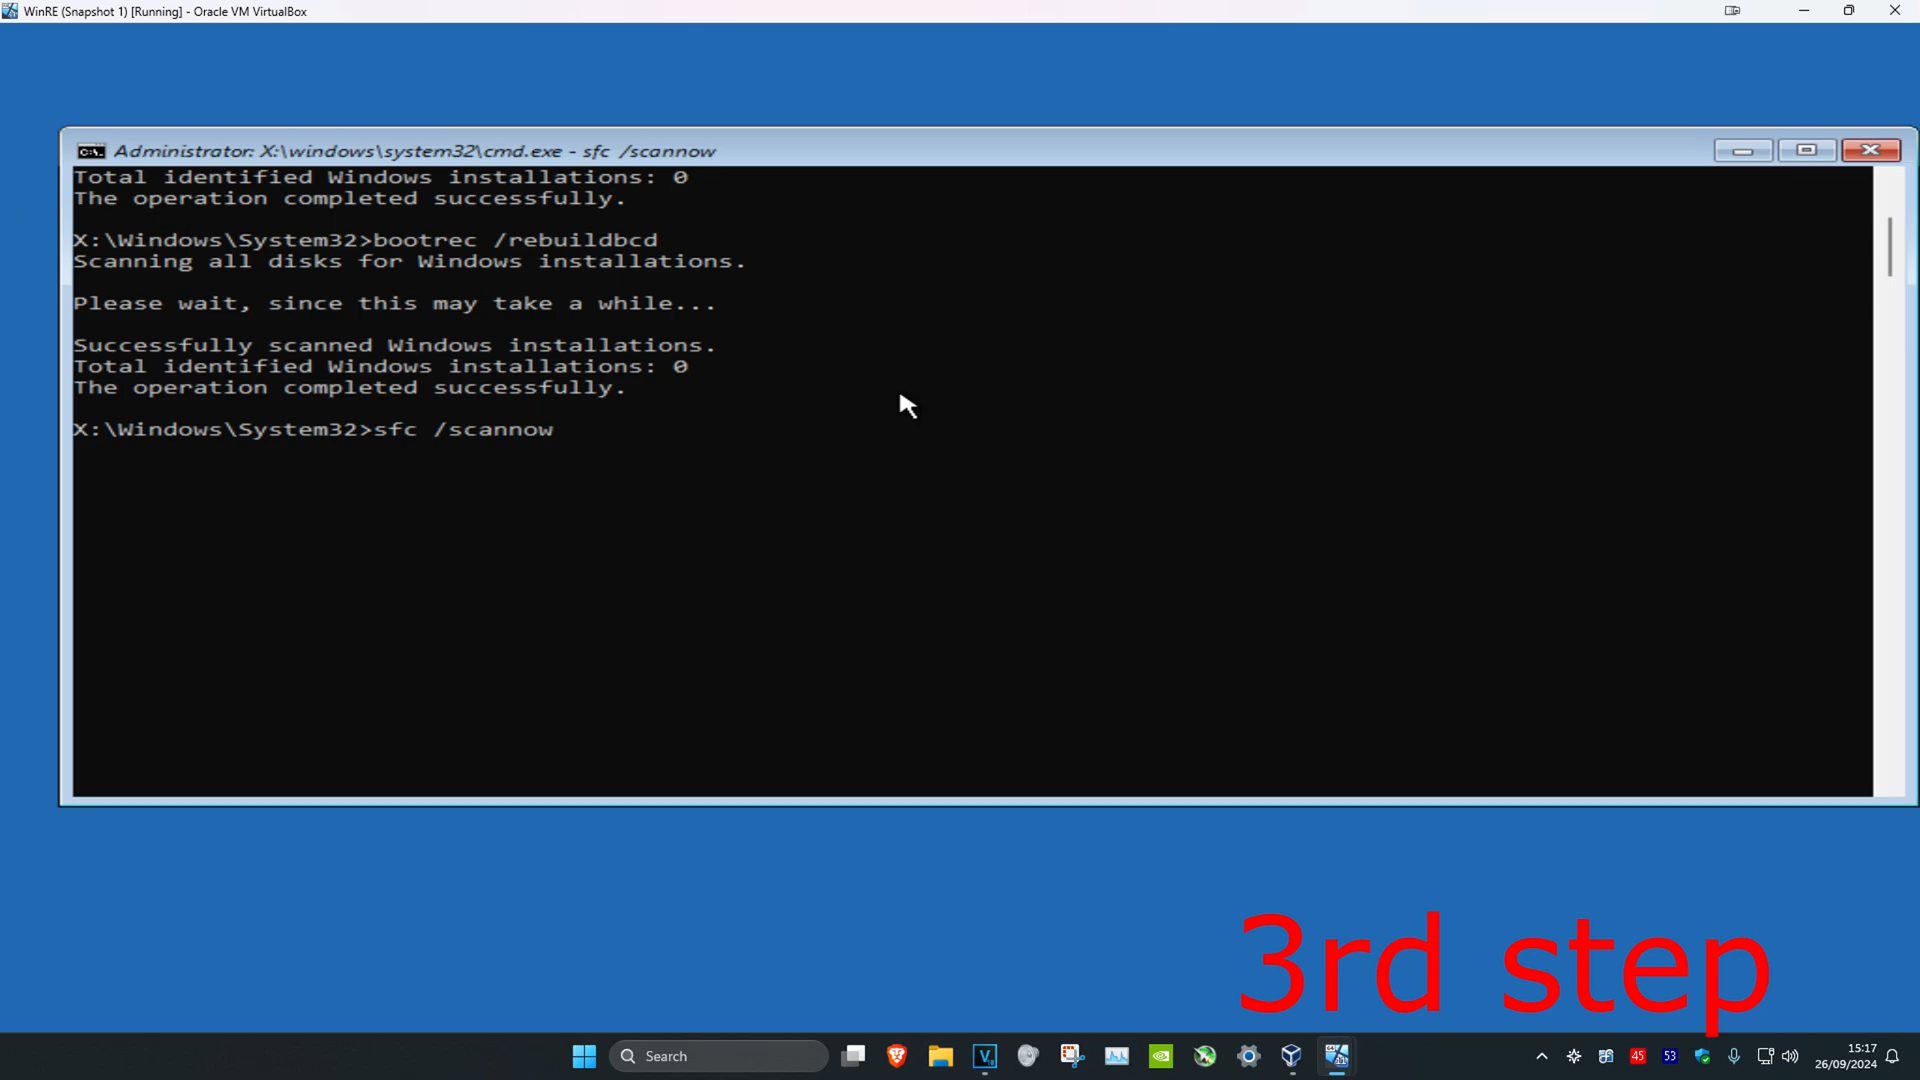 WinRE (Snapshot 1) [Running] - Oracle VM VirtualBox
Administrator: X:\windows\system32\cmd.exe - sfc /scannow
Total identified Windows installations: 0
The operation completed successfully.
X:\Windows\System32>bootrec /rebuildbcd
Scanning all disks for Windows installations.
Please wait, since this may take a while...
Successfully scanned Windows installations.
Total identified Windows installations: 0
The operation completed successfully.
X:\Windows\System32>sfc /scannow
3rd step
Search
45
53
15:17
26/09/2024